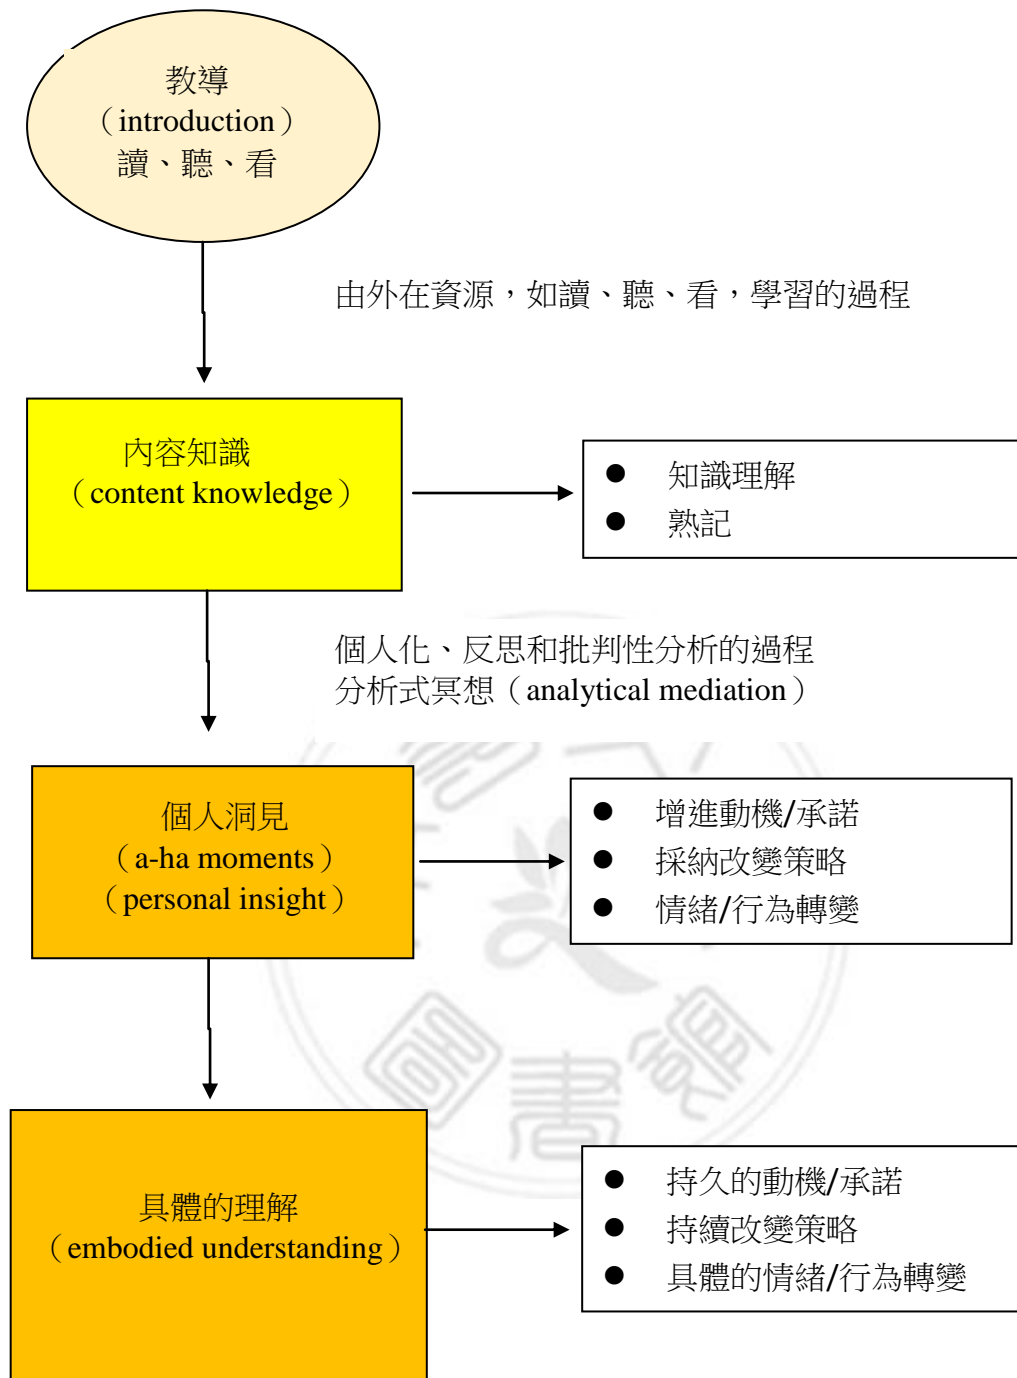 教導
（introduction）
讀、聽、看
由外在資源，如讀、聽、看，學習的過程
內容知識
（content knowledge）
● 知識理解
● 熟記
個人化、反思和批判性分析的過程
分析式冥想（analytical mediation）
個人洞見
（a-ha moments）
（personal insight）
● 增進動機/承諾
● 採納改變策略
● 情緒/行為轉變
具體的理解
（embodied understanding）
● 持久的動機/承諾
● 持續改變策略
● 具體的情緒/行為轉變